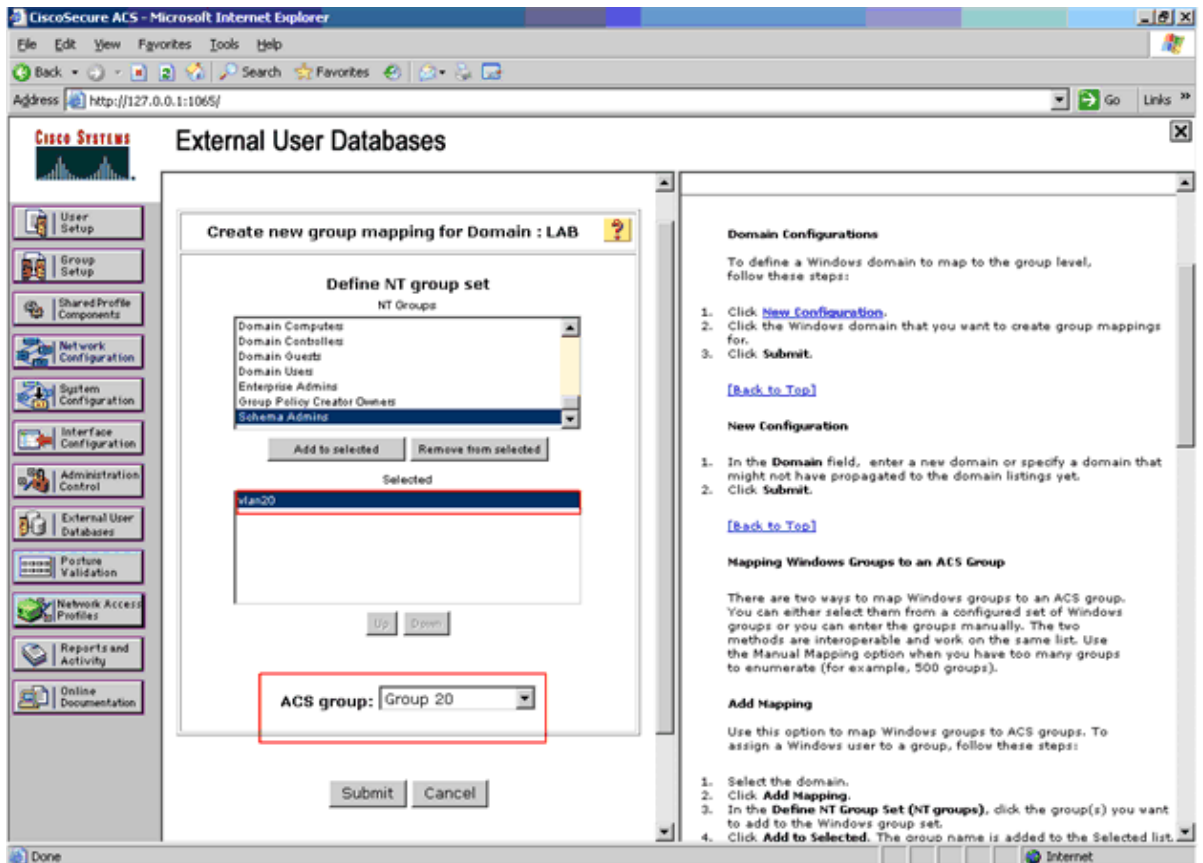 CiscoSecure ACS - Microsoft Internet Explorer
File Edit View Favorites Tools Help
Back Search Favorites
Address http://127.0.0.1:1065/ Go Links »
CISCO SYSTEMS
External User Databases
User Setup
Group Setup
Shared Profile Components
Network Configuration
System Configuration
Interface Configuration
Administration Control
External User Databases
Posture Validation
Network Access Profiles
Reports and Activity
Online Documentation
Create new group mapping for Domain : LAB
?
Define NT group set
NT Groups
Domain Computers
Domain Controllers
Domain Guests
Domain Users
Enterprise Admins
Group Policy Creator Owners
Schema Admins
Add to selected Remove from selected
Selected
vlan20
Up Down
ACS group: Group 20
Submit Cancel
Domain Configurations
To define a Windows domain to map to the group level,
follow these steps:
1. Click New Configuration.
2. Click the Windows domain that you want to create group mappings
for.
3. Click Submit.
[Back to Top]
New Configuration
1. In the Domain field, enter a new domain or specify a domain that
might not have propagated to the domain listings yet.
2. Click Submit.
[Back to Top]
Mapping Windows Groups to an ACS Group
There are two ways to map Windows groups to an ACS group.
You can either select them from a configured set of Windows
groups or you can enter the groups manually. The two
methods are interoperable and work on the same list. Use
the Manual Mapping option when you have too many groups
to enumerate (for example, 500 groups).
Add Mapping
Use this option to map Windows groups to ACS groups. To
assign a Windows user to a group, follow these steps:
1. Select the domain.
2. Click Add Mapping.
3. In the Define NT Group Set (NT groups), click the group(s) you want
to add to the Windows group set.
4. Click Add to Selected. The group name is added to the Selected list.
Done Internet